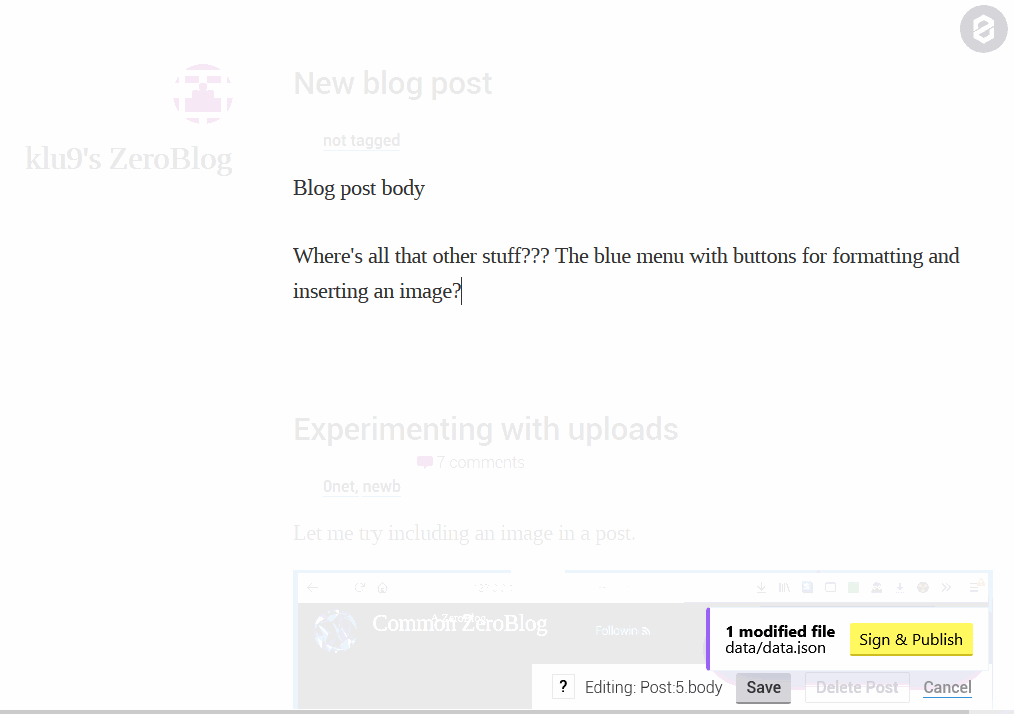 New blog post
not tagged
klu9's ZeroBlog
Blog post body
Where's all that other stuff??? The blue menu with buttons for formatting and
inserting an image?
Experimenting with uploads
7 comments
0net, newb
Let me try including an image in a post.
Common ZeroBlog
Followin
1 modified file
data/data.json
Sign & Publish
? Editing: Post:5.body Save Delete Post Cancel